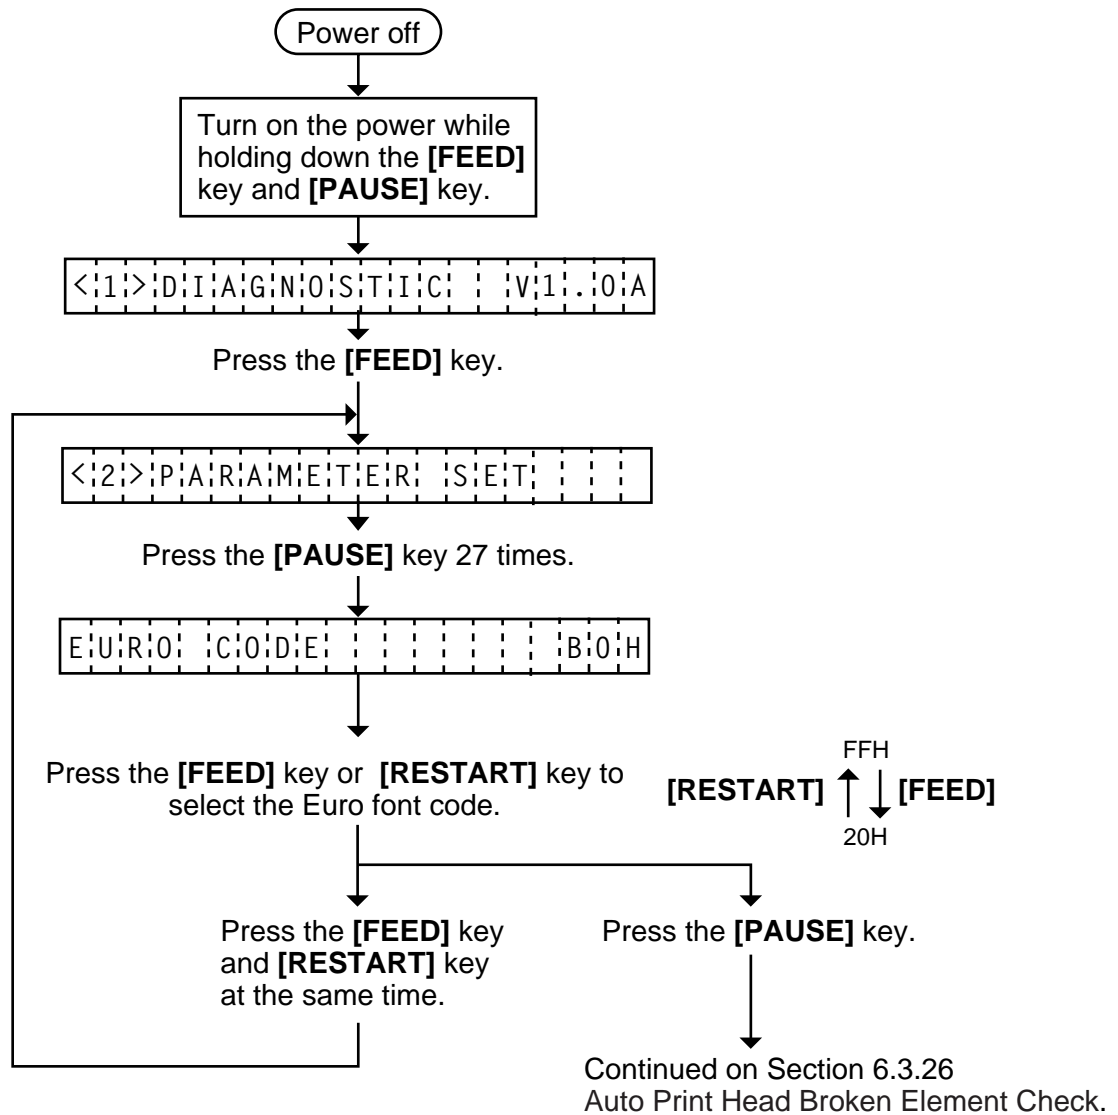 Power off
Turn on the power while
holding down the [FEED]
key and [PAUSE] key.
<1>DIAGNOSTIC  V1.0A
Press the [FEED] key.
<2>PARAMETER SET
Press the [PAUSE] key 27 times.
EURO CODE        B0H
Press the [FEED] key or [RESTART] key to
select the Euro font code.
FFH
[RESTART] [FEED]
20H
Press the [FEED] key
and [RESTART] key
at the same time.
Press the [PAUSE] key.
Continued on Section 6.3.26
Auto Print Head Broken Element Check.